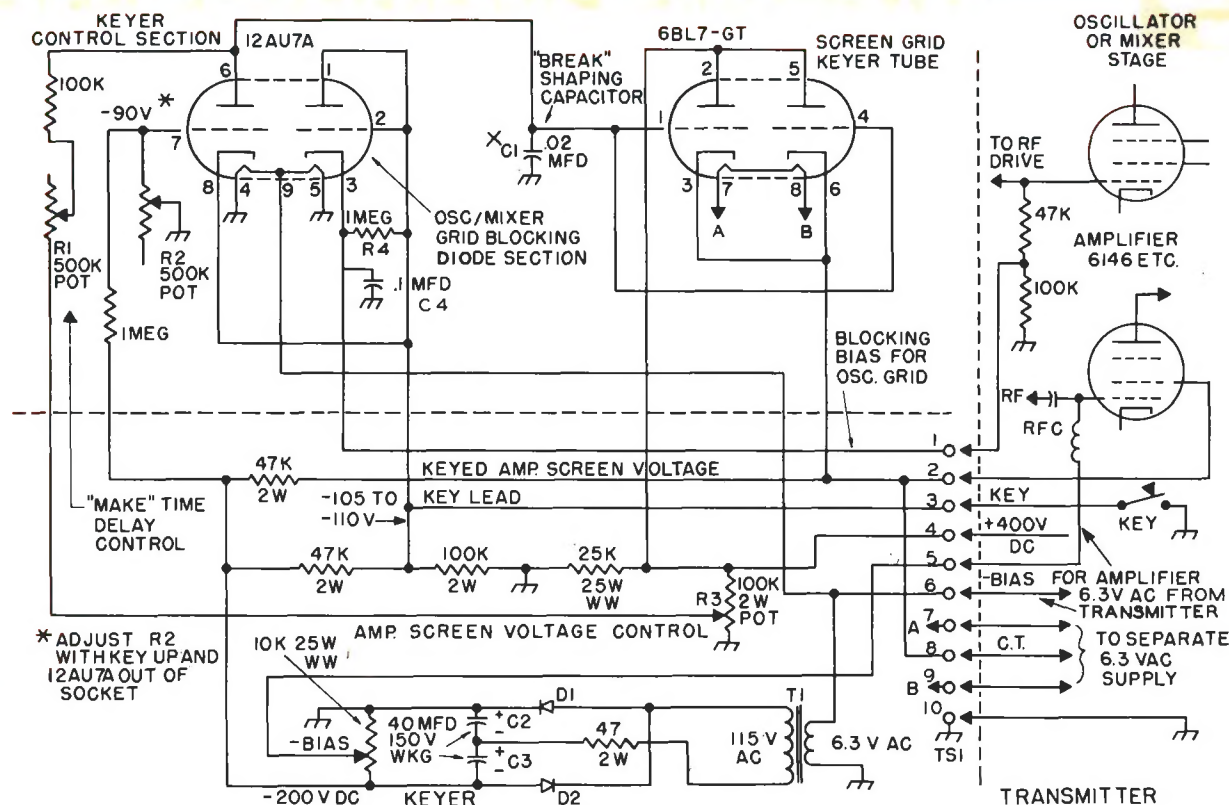 KEYER
CONTROL SECTION
12AU7A
6
1
100K
-90V *
7
2
8
4
9
5
3
R1
500K
POT
R2
500K
POT
1MEG
1MEG
R4
.1MFD
C4
OSC/MIXER
GRID BLOCKING
DIODE SECTION
"BREAK"
SHAPING
CAPACITOR
X C1
.02
MFD
6BL7-GT
SCREEN GRID
KEYER TUBE
2
5
1
4
3
7
8
6
A
B
OSCILLATOR
OR MIXER
STAGE
TO RF
DRIVE
47K
100K
AMPLIFIER
6146 ETC.
BLOCKING
BIAS FOR
OSC. GRID
RF
RFC
"MAKE" TIME
DELAY
CONTROL
47K
2W
KEYED AMP. SCREEN VOLTAGE
-105 TO
-110V
KEY LEAD
47K
2W
100K
2W
25K
25W
WW
R3
100K
2W
POT
AMP. SCREEN VOLTAGE CONTROL
1
2
3
KEY
KEY
4
+400V
DC
5
6
-BIAS
FOR AMPLIFIER
6.3V AC FROM
TRANSMITTER
A
7
8
C.T.
B
9
TO SEPARATE
6.3 VAC
SUPPLY
10
TS1
* ADJUST R2
WITH KEY UP AND
12AU7A OUT OF
SOCKET
10K 25W
WW
-BIAS
40MFD
150V
WKG
+ C2
-
+ C3
-
D1
D2
47
2W
T1
115V
AC
6.3 V AC
-200V DC
KEYER
TRANSMITTER